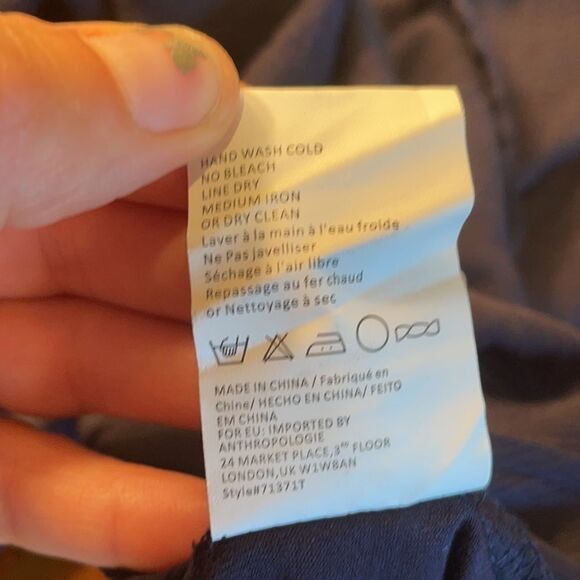 HAND WASH COLD
NO BLEACH
LINE DRY
MEDIUM IRON
OR DRY CLEAN
Laver à la main à l'eau froide
Ne Pas javelliser
Séchage à l'air libre
Repassage au fer chaud
or Nettoyage à sec
MADE IN CHINA / Fabriqué en
Chine/ HECHO EN CHINA/ FEITO
EM CHINA
FOR EU: IMPORTED BY
ANTHROPOLOGIE
24 MARKET PLACE,3RD FLOOR
LONDON,UK W1W8AN
Style#71371T